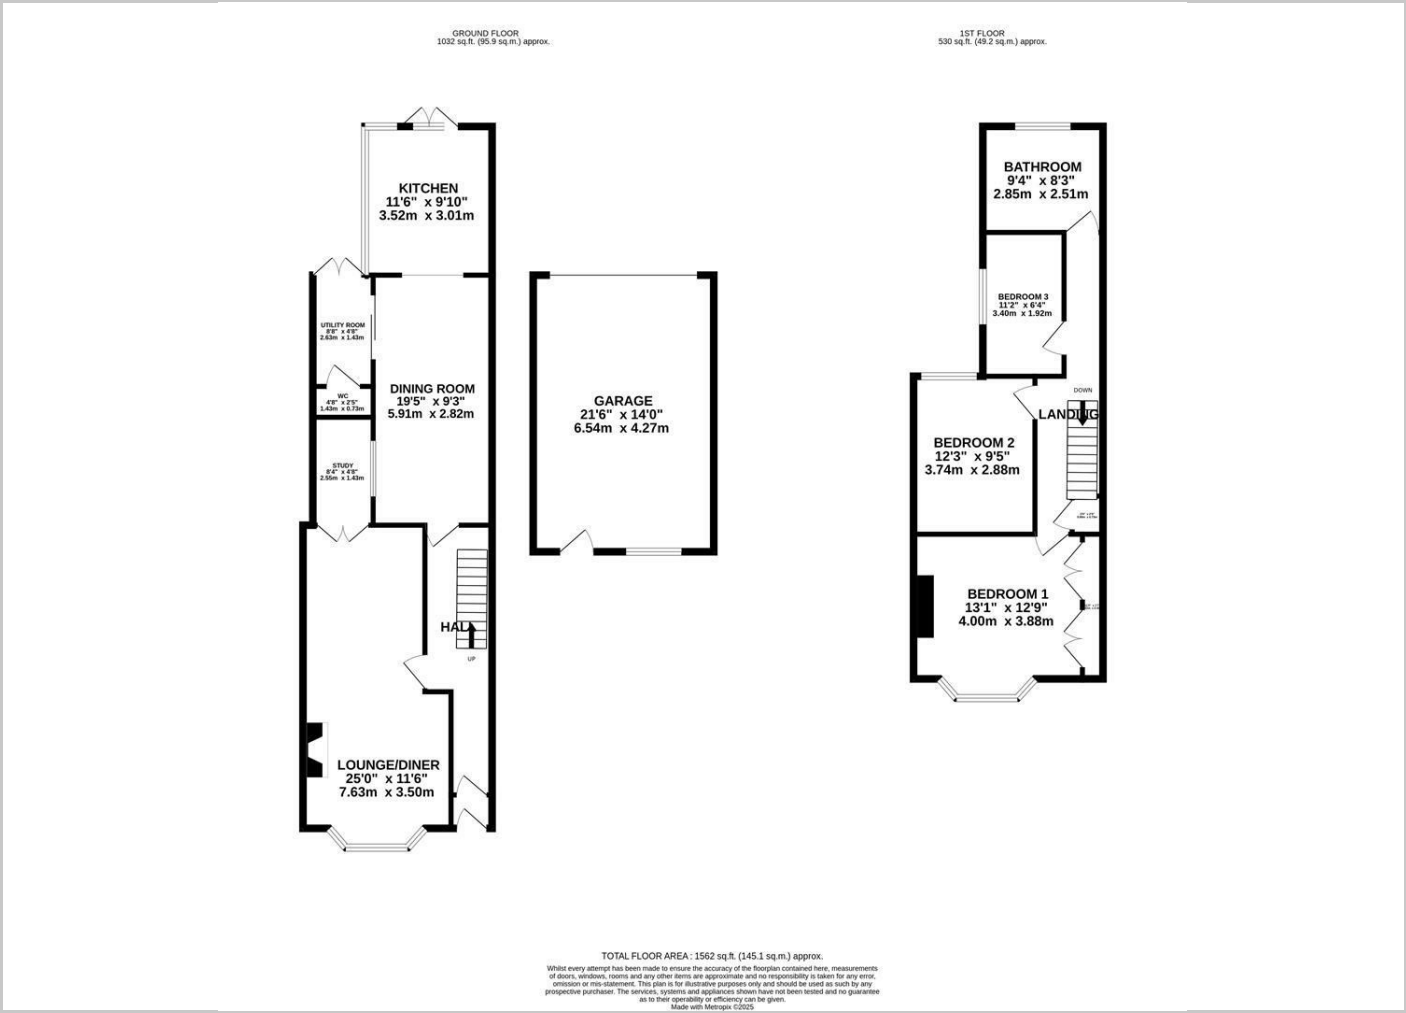 GROUND FLOOR
1032 sq.ft. (95.9 sq.m.) approx.
1ST FLOOR
530 sq.ft. (49.2 sq.m.) approx.
KITCHEN
11'6" x 9'10"
3.52m x 3.01m
UTILITY ROOM
8'8" x 4'8"
2.63m x 1.43m
WC
4'8" x 2'5"
1.43m x 0.73m
DINING ROOM
19'5" x 9'3"
5.91m x 2.82m
STUDY
8'4" x 4'8"
2.55m x 1.43m
HALL
UP
LOUNGE/DINER
25'0" x 11'6"
7.63m x 3.50m
GARAGE
21'6" x 14'0"
6.54m x 4.27m
BATHROOM
9'4" x 8'3"
2.85m x 2.51m
BEDROOM 3
11'2" x 6'4"
3.40m x 1.92m
DOWN
LANDING
BEDROOM 2
12'3" x 9'5"
3.74m x 2.88m
BEDROOM 1
13'1" x 12'9"
4.00m x 3.88m
TOTAL FLOOR AREA : 1562 sq.ft. (145.1 sq.m.) approx.
Whilst every attempt has been made to ensure the accuracy of the floorplan contained here, measurements
of doors, windows, rooms and any other items are approximate and no responsibility is taken for any error,
omission or mis-statement. This plan is for illustrative purposes only and should be used as such by any
prospective purchaser. The services, systems and appliances shown have not been tested and no guarantee
as to their operability or efficiency can be given.
Made with Metropix ©2025